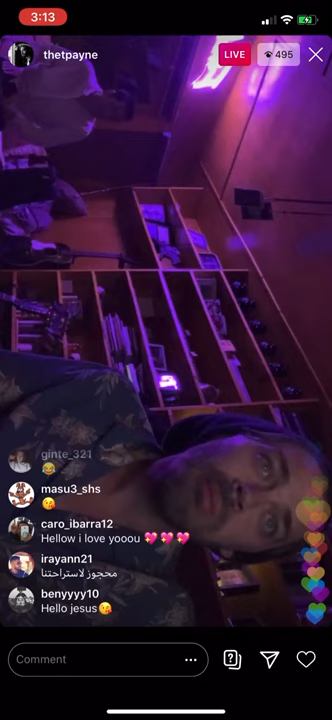 3:13
thetpayne
LIVE
495
ginte_321
😂
masu3_shs
😘
caro_ibarra12
Hellow i love yooou 💖💖💖
irayann21
محجوز لاستراحتنا
benyyyy10
Hello jesus😘
Comment